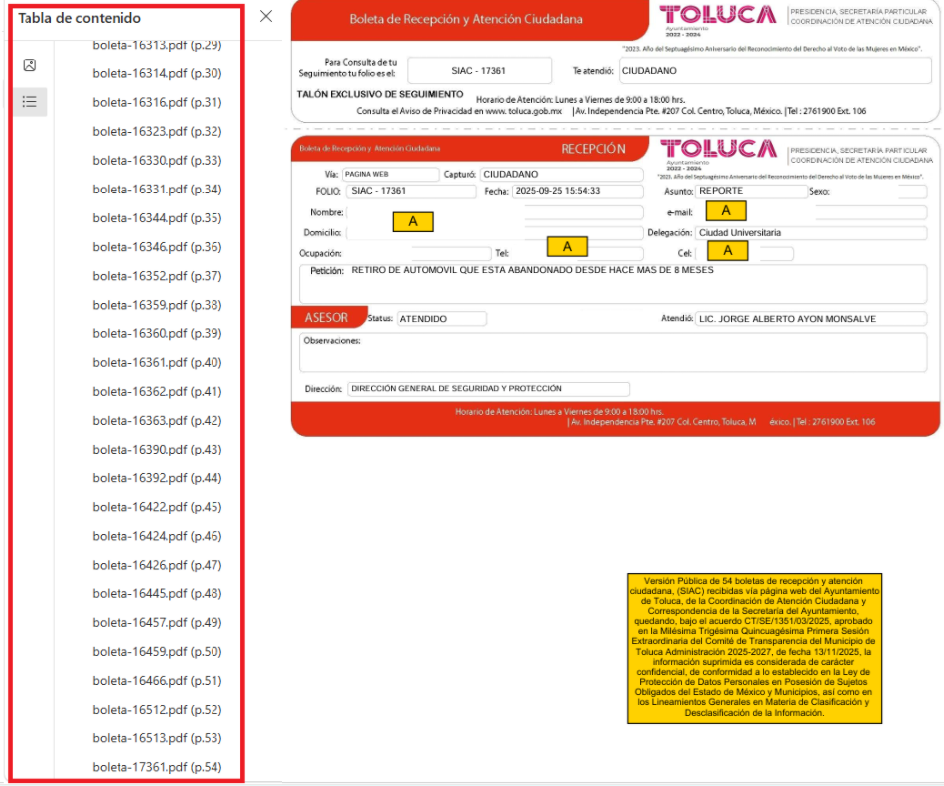 Tabla de contenido
boleta-16313.pdf (p.29)
boleta-16314.pdf (p.30)
boleta-16316.pdf (p.31)
boleta-16323.pdf (p.32)
boleta-16330.pdf (p.33)
boleta-16331.pdf (p.34)
boleta-16344.pdf (p.35)
boleta-16346.pdf (p.36)
boleta-16352.pdf (p.37)
boleta-16359.pdf (p.38)
boleta-16360.pdf (p.39)
boleta-16361.pdf (p.40)
boleta-16362.pdf (p.41)
boleta-16363.pdf (p.42)
boleta-16390.pdf (p.43)
boleta-16392.pdf (p.44)
boleta-16422.pdf (p.45)
boleta-16424.pdf (p.46)
boleta-16426.pdf (p.47)
boleta-16445.pdf (p.48)
boleta-16457.pdf (p.49)
boleta-16459.pdf (p.50)
boleta-16466.pdf (p.51)
boleta-16512.pdf (p.52)
boleta-16513.pdf (p.53)
boleta-17361.pdf (p.54)
Boleta de Recepción y Atención Ciudadana
TOLUCA
Ayuntamiento
2022 - 2024
PRESIDENCIA, SECRETARÍA PARTICULAR
COORDINACIÓN DE ATENCIÓN CIUDADANA
"2023. Año del Septuagésimo Aniversario del Reconocimiento del Derecho al Voto de las Mujeres en México".
Para Consulta de tu
Seguimiento tu folio es el: SIAC - 17361 Te atendió: CIUDADANO
TALÓN EXCLUSIVO DE SEGUIMIENTO Horario de Atención: Lunes a Viernes de 9:00 a 18:00 hrs.
Consulta el Aviso de Privacidad en www. toluca.gob.mx |Av. Independencia Pte. #207 Col. Centro, Toluca, México. |Tel : 2761900 Ext. 106
Boleta de Recepción y Atención Ciudadana RECEPCIÓN
TOLUCA
Ayuntamiento
2022 - 2024
PRESIDENCIA, SECRETARÍA PARTICULAR
COORDINACIÓN DE ATENCIÓN CIUDADANA
"2023. Año del Septuagésimo Aniversario del Reconocimiento del Derecho al Voto de las Mujeres en México".
Vía: PAGINA WEB Capturó: CIUDADANO
FOLIO: SIAC - 17361 Fecha: 2025-09-25 15:54:33 Asunto: REPORTE Sexo:
Nombre: A e-mail: A
Domicilio: Delegación: Ciudad Universitaria
Ocupación: Tel: A Cel: A
Petición: RETIRO DE AUTOMOVIL QUE ESTA ABANDONADO DESDE HACE MAS DE 8 MESES
ASESOR Status: ATENDIDO Atendió: LIC. JORGE ALBERTO AYON MONSALVE
Observaciones:
Dirección: DIRECCIÓN GENERAL DE SEGURIDAD Y PROTECCIÓN
Horario de Atención: Lunes a Viernes de 9:00 a 18:00 hrs.
|Av. Independencia Pte. #207 Col. Centro, Toluca, M éxico. |Tel : 2761900 Ext. 106
Versión Pública de 54 boletas de recepción y atención
ciudadana, (SIAC) recibidas vía página web del Ayuntamiento
de Toluca, de la Coordinación de Atención Ciudadana y
Correspondencia de la Secretaría del Ayuntamiento,
quedando, bajo el acuerdo CT/SE/1351/03/2025, aprobado
en la Milésima Trigésima Quincuagésima Primera Sesión
Extraordinaria del Comité de Transparencia del Municipio de
Toluca Administración 2025-2027, de fecha 13/11/2025, la
información suprimida es considerada de carácter
confidencial, de conformidad a lo establecido en la Ley de
Protección de Datos Personales en Posesión de Sujetos
Obligados del Estado de México y Municipios, así como en
los Lineamientos Generales en Materia de Clasificación y
Desclasificación de la Información.